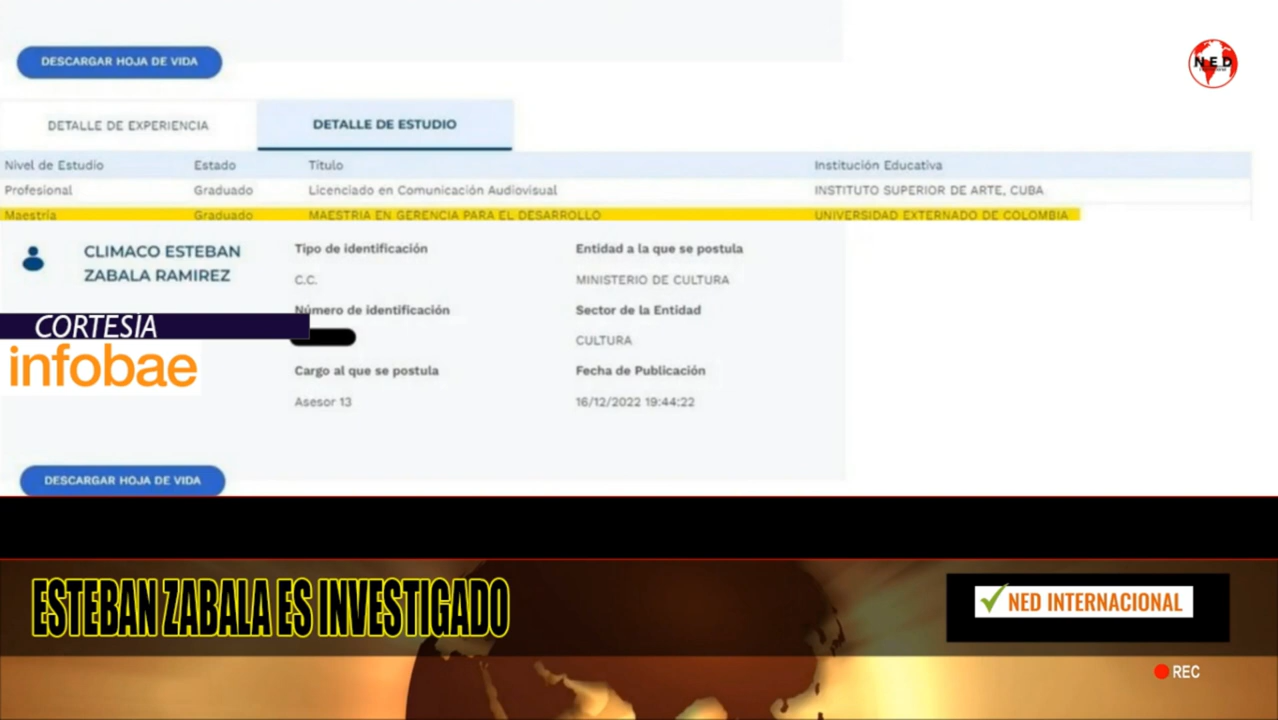 DESCARGAR HOJA DE VIDA
NED
DETALLE DE EXPERIENCIA DETALLE DE ESTUDIO
Nivel de Estudio Estado Título Institución Educativa
Profesional Graduado Licenciado en Comunicación Audiovisual INSTITUTO SUPERIOR DE ARTE, CUBA
Maestría Graduado MAESTRIA EN GERENCIA PARA EL DESARROLLO UNIVERSIDAD EXTERNADO DE COLOMBIA
CLIMACO ESTEBAN
ZABALA RAMIREZ
Tipo de identificación Entidad a la que se postula
C.C. MINISTERIO DE CULTURA
Número de identificación Sector de la Entidad
CORTESÍA
CULTURA
infobae
Cargo al que se postula Fecha de Publicación
Asesor 13 16/12/2022 19:44:22
DESCARGAR HOJA DE VIDA
ESTEBAN ZABALA ES INVESTIGADO
NED INTERNACIONAL
REC